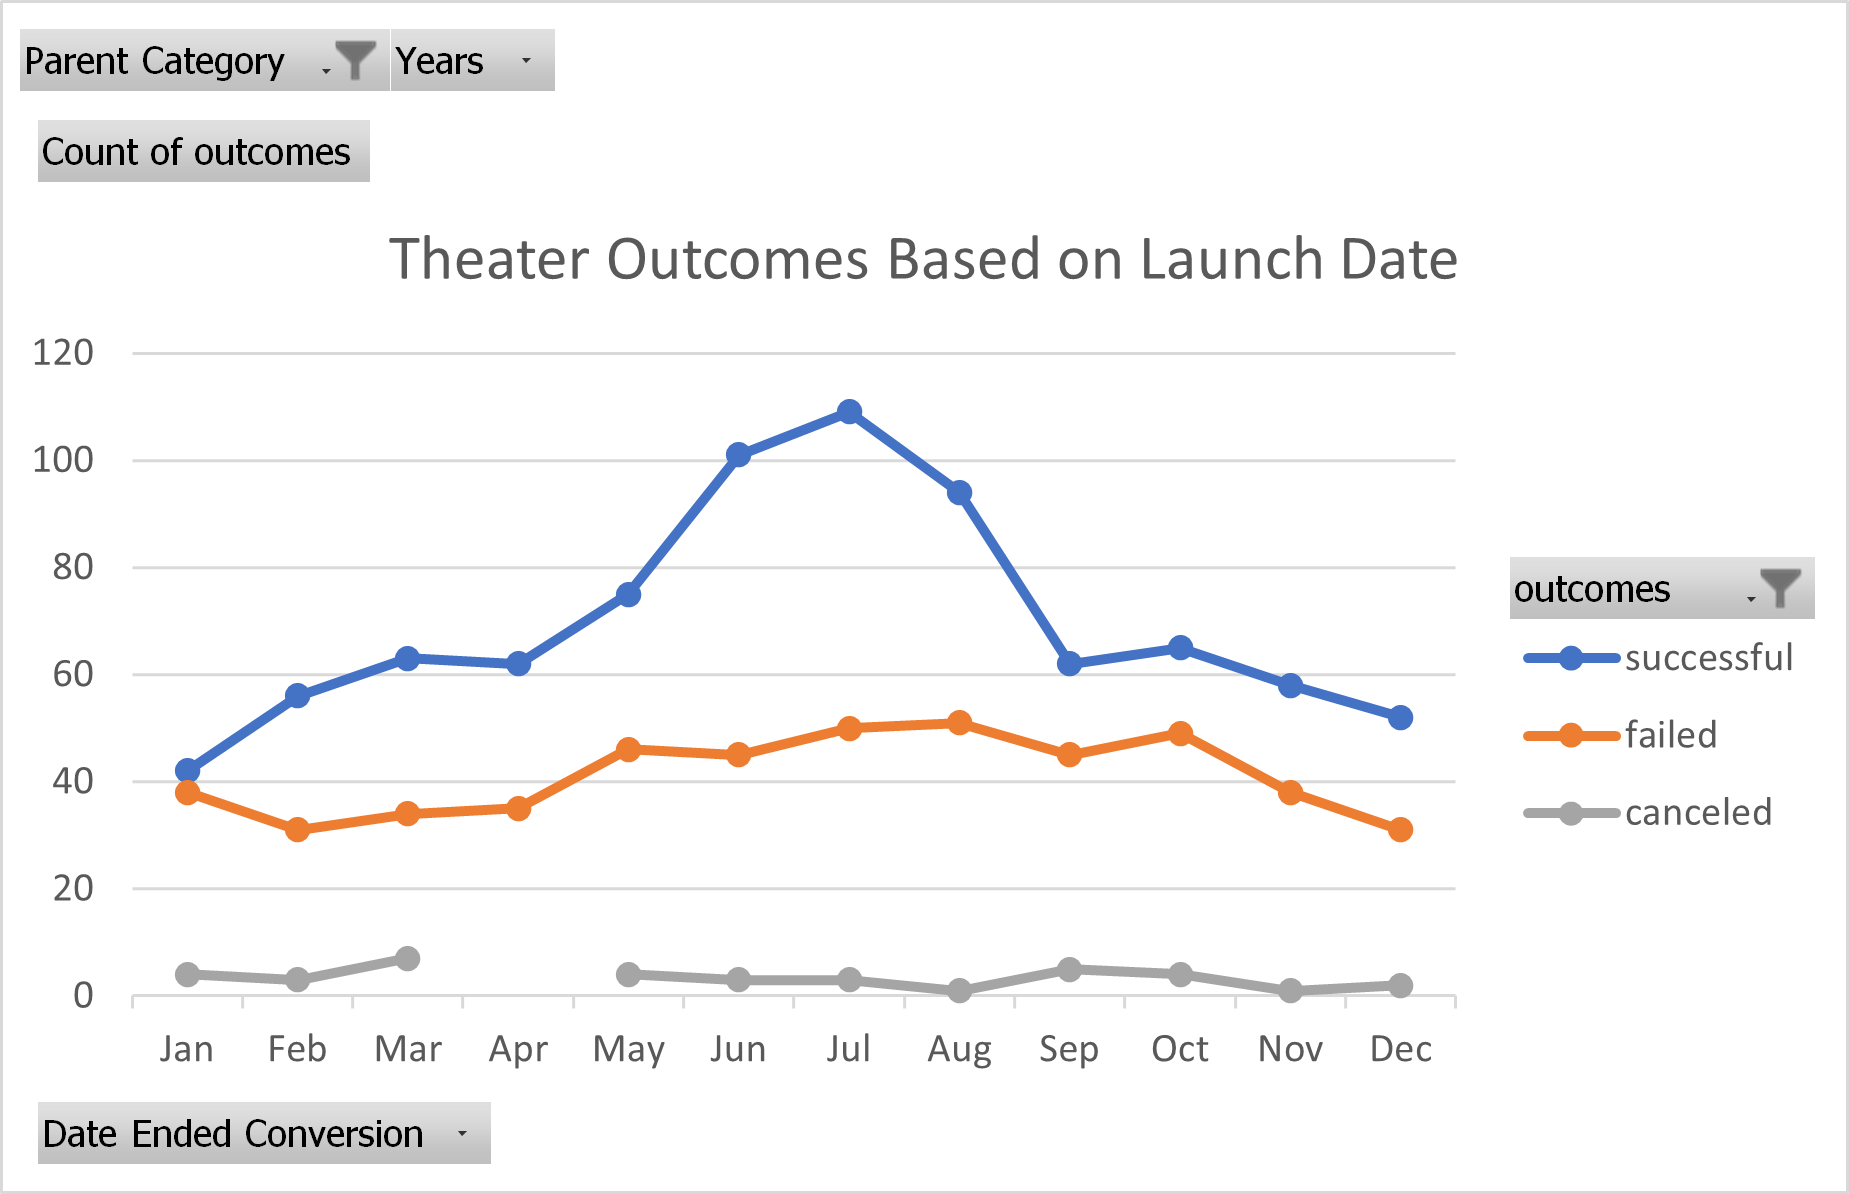 Parent Category Years
Count of outcomes
Theater Outcomes Based on Launch Date
120
100
80
60
40
20
0
Jan Feb Mar Apr May Jun Jul Aug Sep Oct Nov Dec
outcomes
successful
failed
canceled
Date Ended Conversion